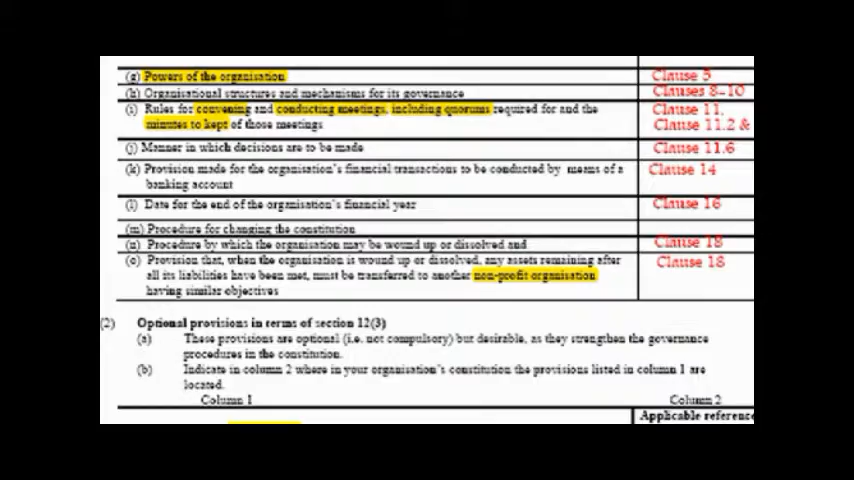 (g) Powers of the organisation Clause 5
(h) Organisational structures and mechanisms for its governance Clauses 8-10
(i) Rules for convening and conducting meetings, including quorums required for and the Clause 11,
minutes to kept of those meetings Clause 11.2 &
(j) Manner in which decisions are to be made Clause 11.6
(k) Provision made for the organisation's financial transactions to be conducted by means of a Clause 14
banking account
(l) Date for the end of the organisation's financial year Clause 16
(m) Procedure for changing the constitution
(n) Procedure by which the organisation may be wound up or dissolved and Clause 18
(o) Provision that, when the organisation is wound up or dissolved, any assets remaining after Clause 18
all its liabilities have been met, must be transferred to another non-profit organisation
having similar objectives
(2) Optional provisions in terms of section 12(3)
(a) These provisions are optional (i.e. not compulsory) but desirable, as they strengthen the governance
procedures in the constitution.
(b) Indicate in column 2 where in your organisation's constitution the provisions listed in column 1 are
located.
Column 1 Column 2
Applicable reference